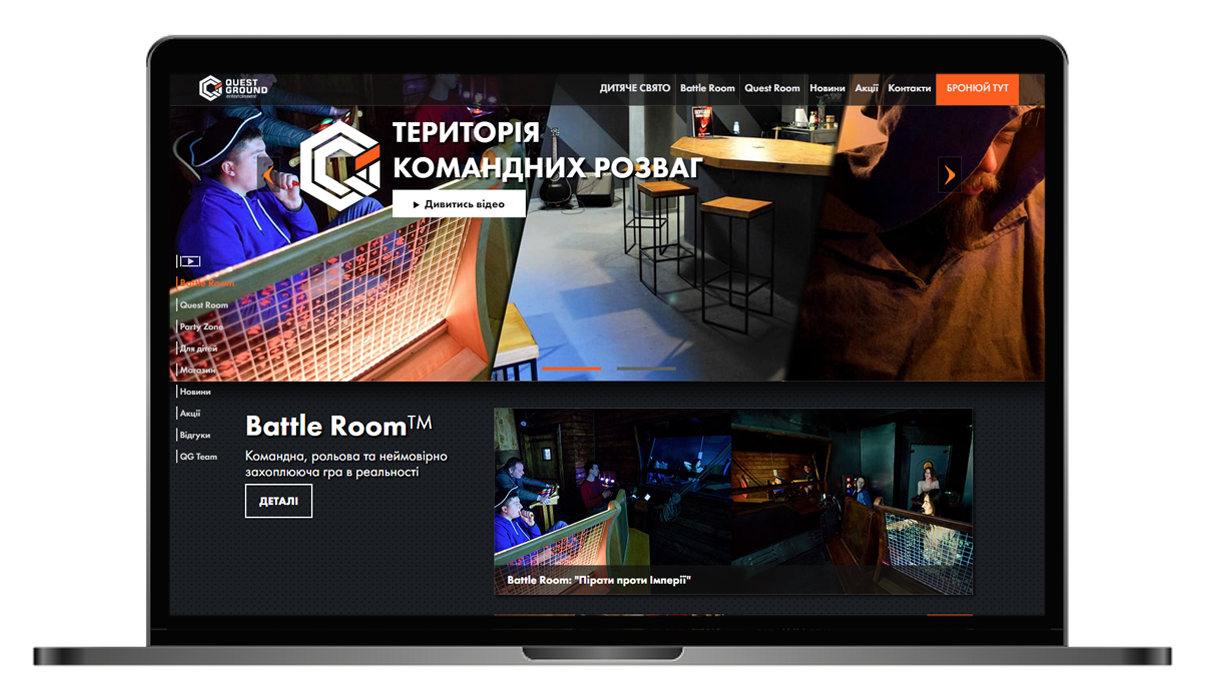 QUEST
GROUND
entertainment
ДИТЯЧЕ СВЯТО
Battle Room
Quest Room
Новини
Акції
Контакти
БРОНЮЙ ТУТ
ТЕРИТОРІЯ
КОМАНДНИХ РОЗВАГ
Дивитись відео
Battle Room
Quest Room
Party Zone
Для дітей
Магазин
Новини
Акції
Відгуки
QG Team
Battle Room™
Командна, рольова та неймовірно
захоплююча гра в реальності
ДЕТАЛІ
Battle Room: "Пірати проти Імперії"